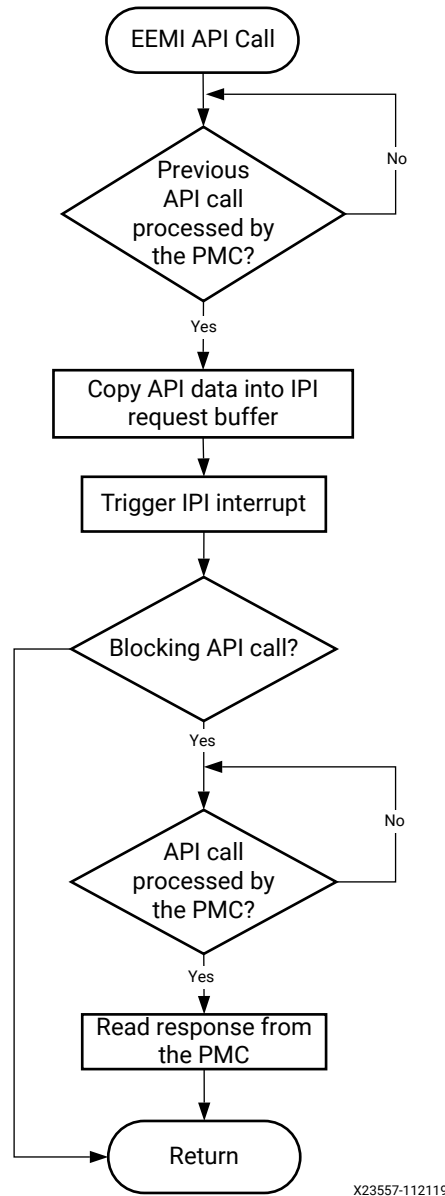 EEMI API Call
No
Previous
API call
processed by
the PMC?
Yes
Copy API data into IPI
request buffer
Trigger IPI interrupt
Blocking API call?
Yes
No
API call
processed by
the PMC?
Yes
Read response from
the PMC
Return
X23557-112119